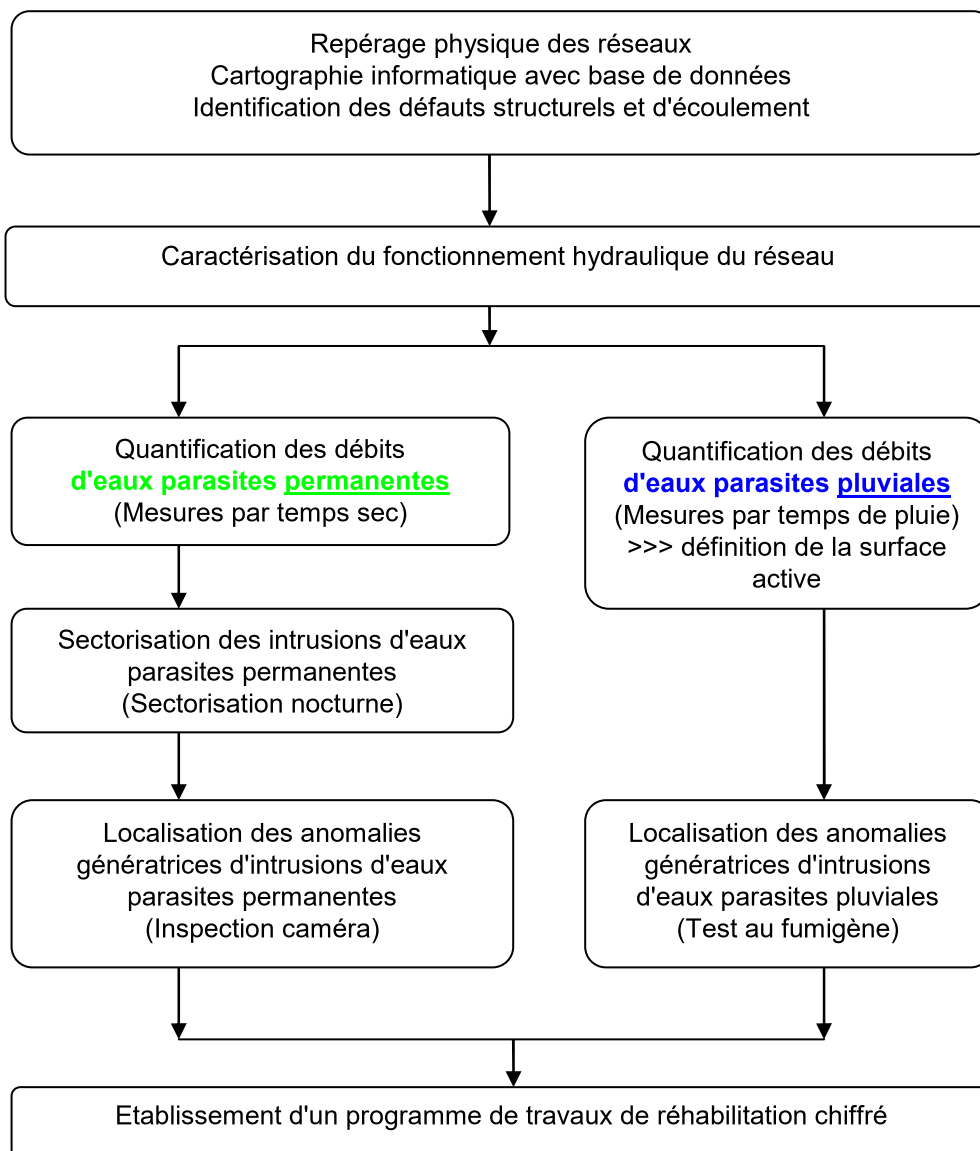 Repérage physique des réseaux
Cartographie informatique avec base de données
Identification des défauts structurels et d'écoulement
Caractérisation du fonctionnement hydraulique du réseau
Quantification des débits
d'eaux parasites permanentes
(Mesures par temps sec)
Quantification des débits
d'eaux parasites pluviales
(Mesures par temps de pluie)
>>> définition de la surface
active
Sectorisation des intrusions d'eaux
parasites permanentes
(Sectorisation nocturne)
Localisation des anomalies
génératrices d'intrusions d'eaux
parasites permanentes
(Inspection caméra)
Localisation des anomalies
génératrices d'intrusions
d'eaux parasites pluviales
(Test au fumigène)
Etablissement d'un programme de travaux de réhabilitation chiffré